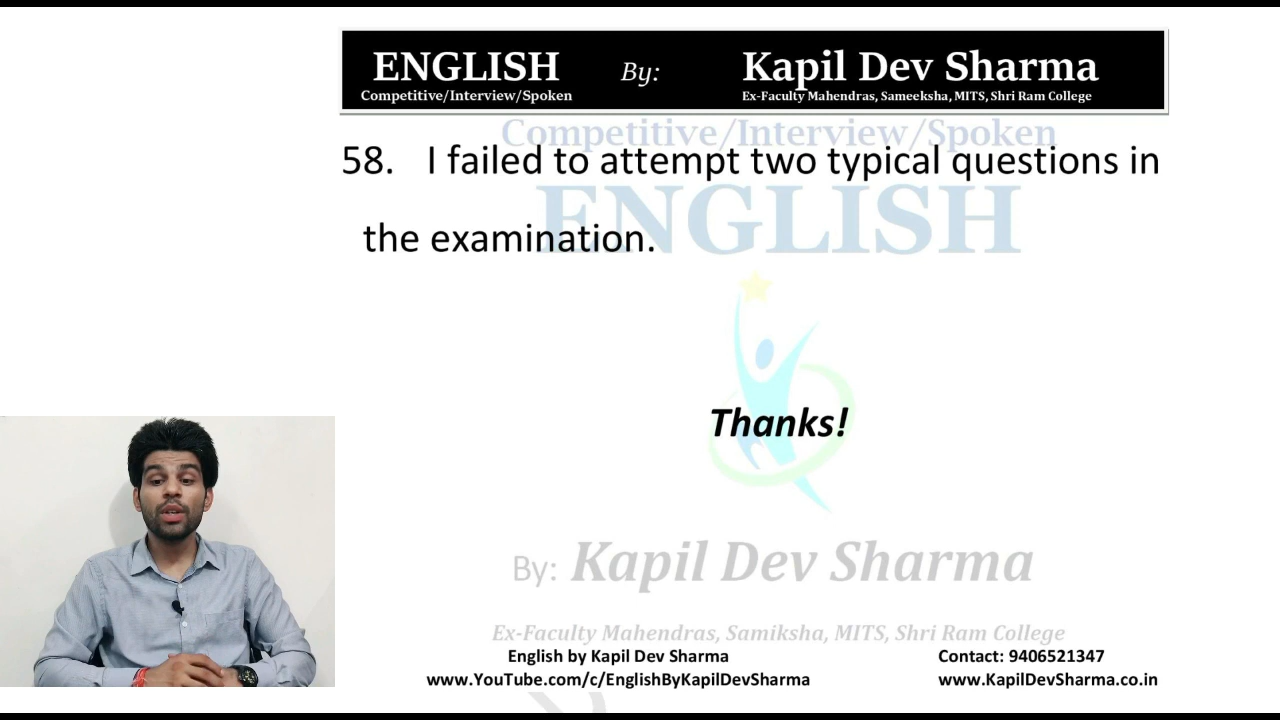 ENGLISH By: Kapil Dev Sharma
Competitive/Interview/Spoken Ex-Faculty Mahendras, Sameeksha, MITS, Shri Ram College
Competitive/Interview/Spoken
58. I failed to attempt two typical questions in
ENGLISH
the examination.
Thanks!
By: Kapil Dev Sharma
Ex-Faculty Mahendras, Samiksha, MITS, Shri Ram College
English by Kapil Dev Sharma Contact: 9406521347
www.YouTube.com/c/EnglishByKapilDevSharma www.KapilDevSharma.co.in